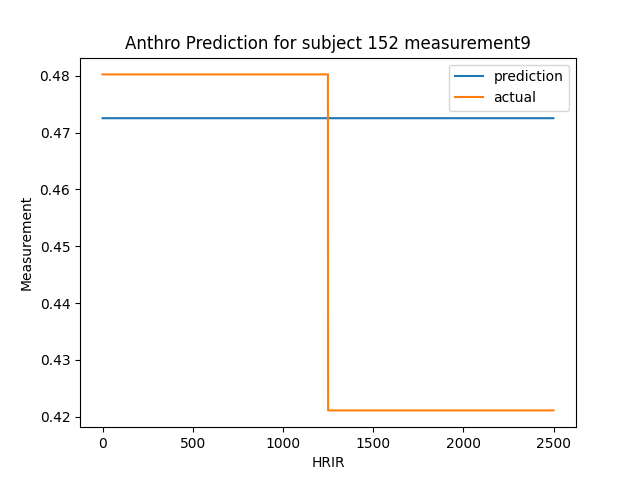 Anthro Prediction for subject 152 measurement9
prediction
actual
0.48
0.47
0.46
0.45
0.44
0.43
0.42
Measurement
0
500
1000
1500
2000
2500
HRIR